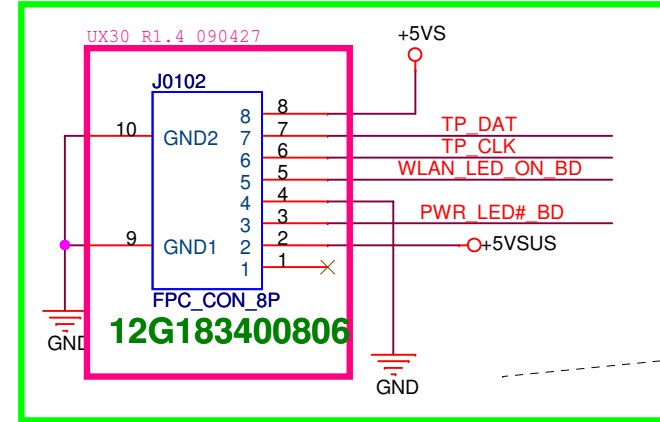 UX30 R1.4 090427
+5VS
J0102
8 8
10 GND2 7 7 TP_DAT
6 6 TP_CLK
5 5 WLAN_LED_ON_BD
4 4
3 3 PWR_LED#_BD
9 GND1 2 2 +5VSUS
1 1
FPC_CON_8P
12G183400806
GND
GND